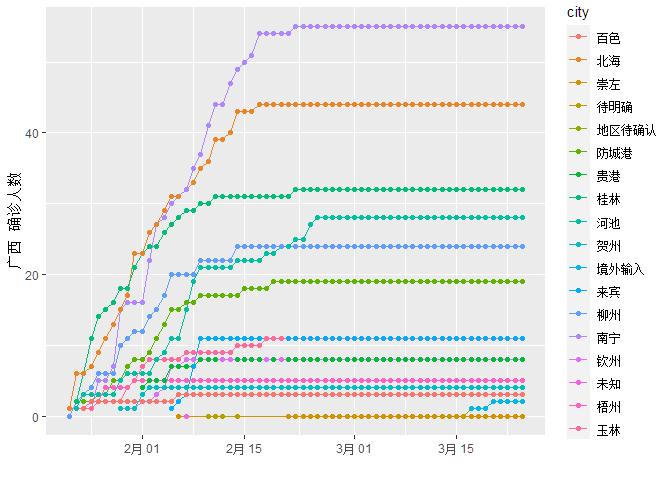 city
百色
北海
崇左
待明确
地区待确认
防城港
贵港
桂林
河池
贺州
境外输入
来宾
柳州
南宁
钦州
未知
梧州
玉林
广西 确诊人数
40
20
0
2月 01
2月 15
3月 01
3月 15